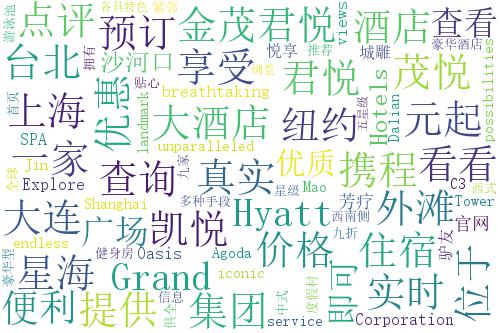 游泳池
点评
各具特色
紧邻
预订
金茂君悦
views
酒店
查看
豪华酒店
台北
拥有
沙河口
贴心
享受
悦享
推荐
浏览
城雕
君悦
茂悦
possibilities
首页
上海
SPA
landmark
优惠
breathtaking
大酒店
纽约
五星级
Hotels
Dalian
元起
一家
unparalleled
九家
优质
携程
看看
全球
Jin
Explore
查询
真实
星级
Mao
C3
西式
大连
Shanghai
广场
凯悦
多种手段
Hyatt
芳疗
西南侧
外滩
Tower
官网
驴友
endless
星海
健身房
Oasis
Agoda
价格
九折
住宿
位于
豪华型
Grand
iconic
度假村
即可
实时
便利
提供
信息
俱全
集团
中式
service
Corporation